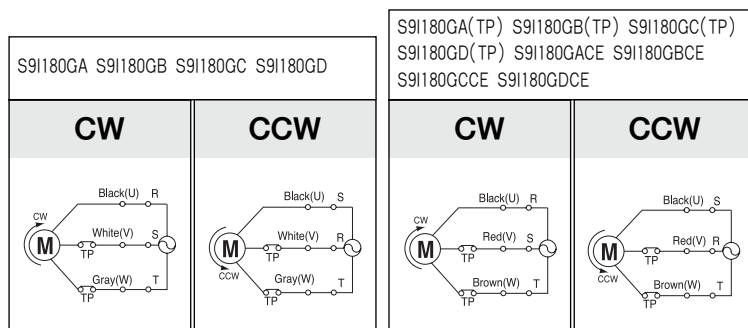 S9I180GA S9I180GB S9I180GC S9I180GD
CW CCW
CW
Black(U) R
White(V) S
Gray(W) T
TP
TP
M
CCW
Black(U) S
White(V) R
Gray(W) T
TP
TP
M
S9I180GA(TP) S9I180GB(TP) S9I180GC(TP)
S9I180GD(TP) S9I180GACE S9I180GBCE
S9I180GCCE S9I180GDCE
CW CCW
CW
Black(U) R
Red(V) S
Brown(W) T
TP
TP
M
CCW
Black(U) S
Red(V) R
Brown(W) T
TP
TP
M